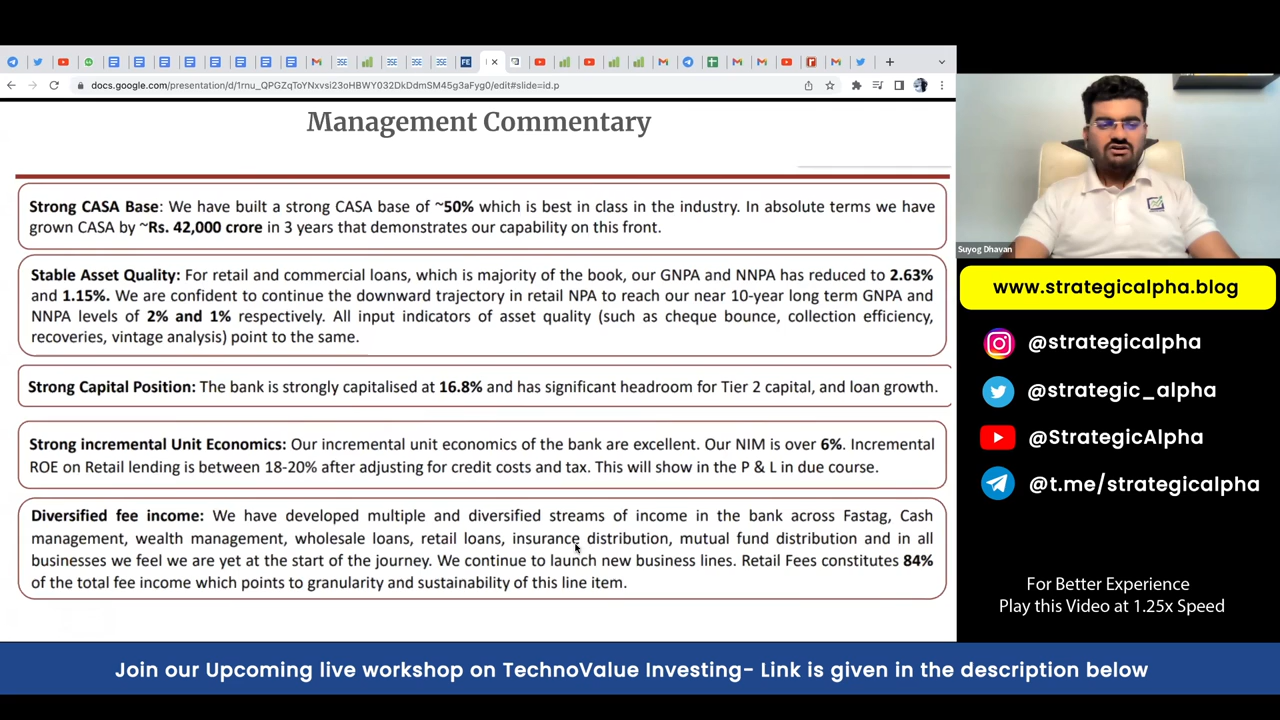 docs.google.com/presentation/d/1rnu_QPGZqToYNxvsi23oHBWY032DkDdmSM45g3aFyg0/edit#slide=id.p
Management Commentary
Strong CASA Base: We have built a strong CASA base of ~50% which is best in class in the industry. In absolute terms we have
grown CASA by ~Rs. 42,000 crore in 3 years that demonstrates our capability on this front.
Stable Asset Quality: For retail and commercial loans, which is majority of the book, our GNPA and NNPA has reduced to 2.63%
and 1.15%. We are confident to continue the downward trajectory in retail NPA to reach our near 10-year long term GNPA and
NNPA levels of 2% and 1% respectively. All input indicators of asset quality (such as cheque bounce, collection efficiency,
recoveries, vintage analysis) point to the same.
Strong Capital Position: The bank is strongly capitalised at 16.8% and has significant headroom for Tier 2 capital, and loan growth.
Strong incremental Unit Economics: Our incremental unit economics of the bank are excellent. Our NIM is over 6%. Incremental
ROE on Retail lending is between 18-20% after adjusting for credit costs and tax. This will show in the P & L in due course.
Diversified fee income: We have developed multiple and diversified streams of income in the bank across Fastag, Cash
management, wealth management, wholesale loans, retail loans, insurance distribution, mutual fund distribution and in all
businesses we feel we are yet at the start of the journey. We continue to launch new business lines. Retail Fees constitutes 84%
of the total fee income which points to granularity and sustainability of this line item.
Suyog Dhavan
www.strategicalpha.blog
@strategicalpha
@strategic_alpha
@StrategicAlpha
@t.me/strategicalpha
For Better Experience
Play this Video at 1.25x Speed
Join our Upcoming live workshop on TechnoValue Investing- Link is given in the description below